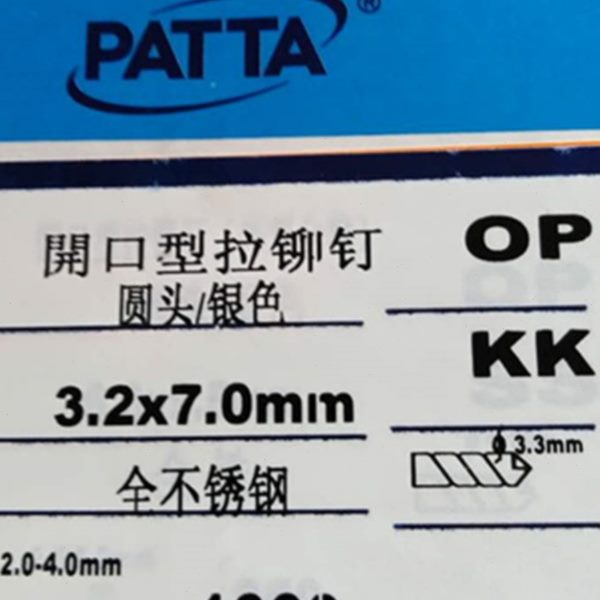 PATTA®
開口型拉铆钉
OP
圆头/银色
KK
3.2x7.0mm
3.3mm
全不锈钢
2.0-4.0mm